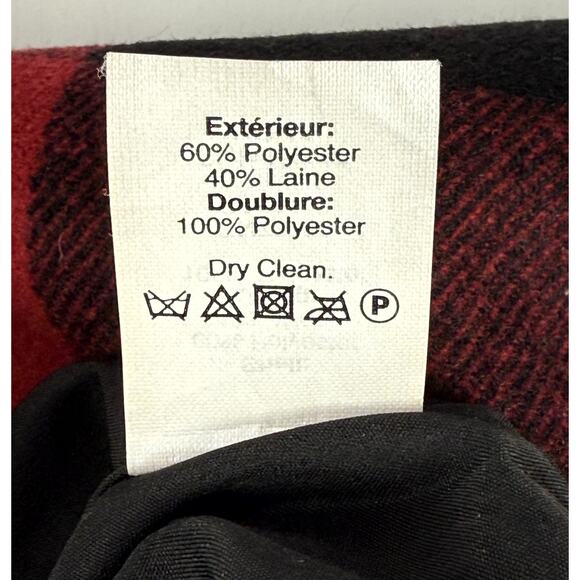 Extérieur:
60% Polyester
40% Laine
Doublure:
100% Polyester
Dry Clean.
P